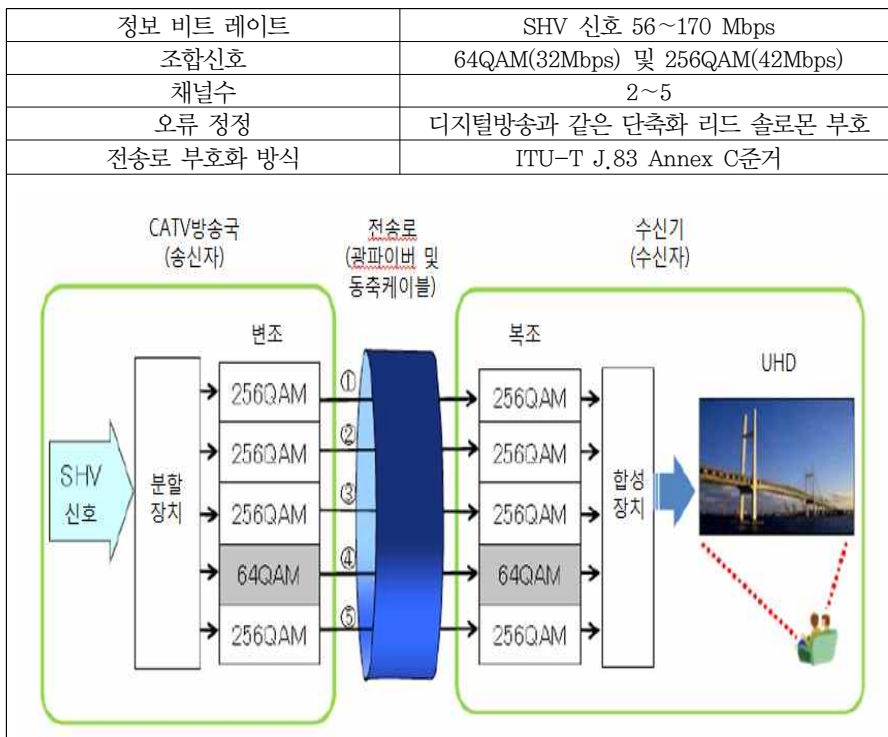 정보 비트 레이트 SHV 신호 56~170 Mbps
조합신호 64QAM(32Mbps) 및 256QAM(42Mbps)
채널수 2~5
오류 정정 디지털방송과 같은 단축화 리드 솔로몬 부호
전송로 부호화 방식 ITU-T J.83 Annex C준거
CATV방송국
(송신자)
전송로
(광파이버 및
동축케이블)
수신기
(수신자)
변조
복조
UHD
SHV
신호
분할
장치
256QAM
256QAM
256QAM
64QAM
256QAM
①
②
③
④
⑤
256QAM
256QAM
256QAM
64QAM
256QAM
합성
장치